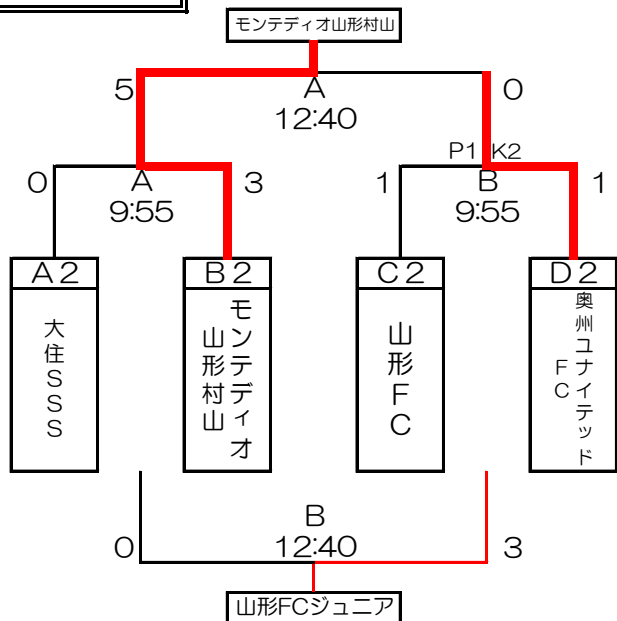 モンテディオ山形村山
5 A 0
12:40
P1 K2
0 A 3 1 B 1
9:55 9:55
A2 B2 C2 D2
大住SSS
モンテディオ
山形村山
山形FC
奥州ユナイテッド
FC
B
0 12:40 3
山形FCジュニア